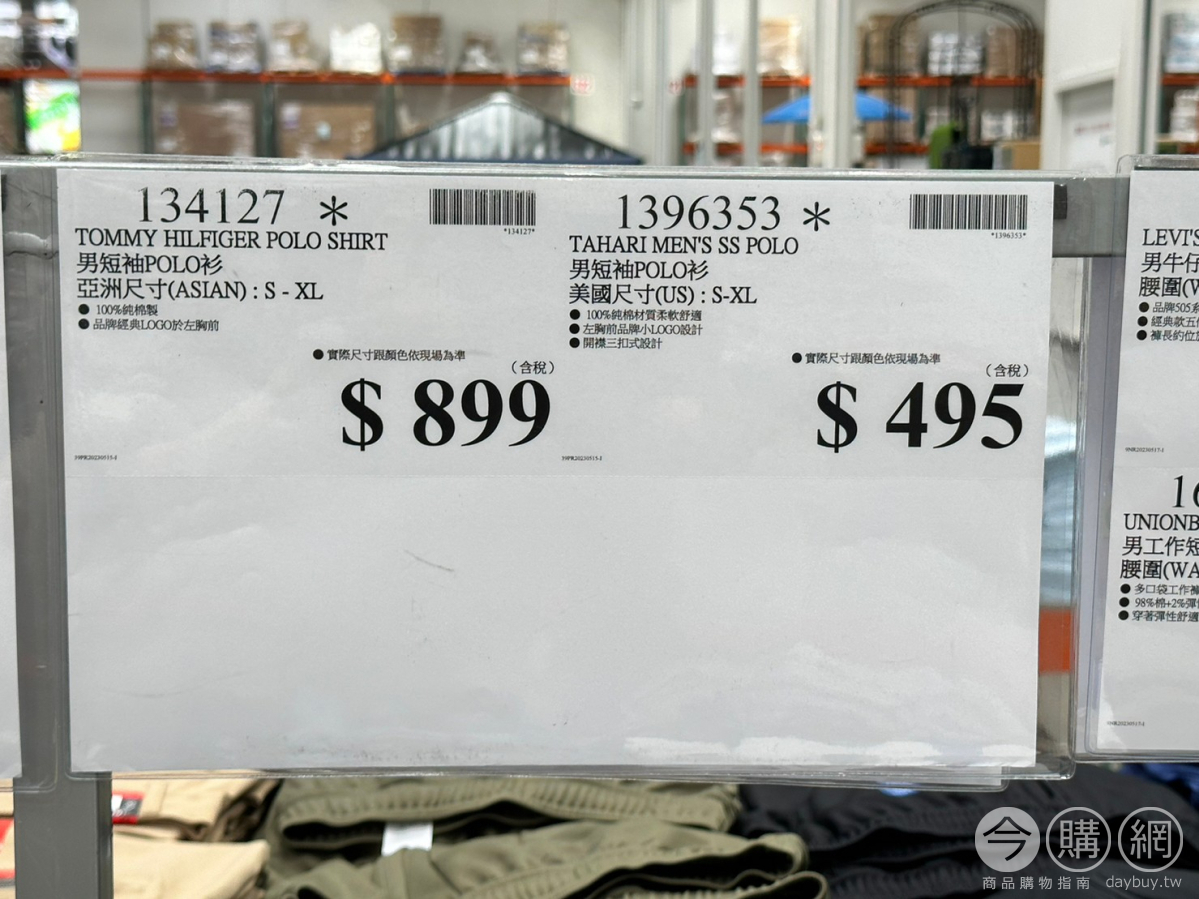 134127 *
*134127*
TOMMY HILFIGER POLO SHIRT
男短袖POLO衫
亞洲尺寸(ASIAN) : S - XL
● 100%純棉製
● 品牌經典LOGO於左胸前
● 實際尺寸跟顏色依現場為準
(含稅)
$ 899
59PR20230515-J
1396353 *
*1396353*
TAHARI MEN'S SS POLO
男短袖POLO衫
美國尺寸(US) : S-XL
● 100%純棉材質柔軟舒適
● 左胸前品牌小LOGO設計
● 開襟三扣式設計
● 實際尺寸跟顏色依現場為準
(含稅)
$ 495
59PR20230515-J
LEVI'S
男牛仔
腰圍(W
● 品牌505系
● 經典款五
● 褲長約位
16
UNIONB
男工作短
腰圍(WA
● 多口袋工作褲
● 98%棉+2%彈
● 穿著彈性舒適
今購網
商品購物指南 daybuy.tw